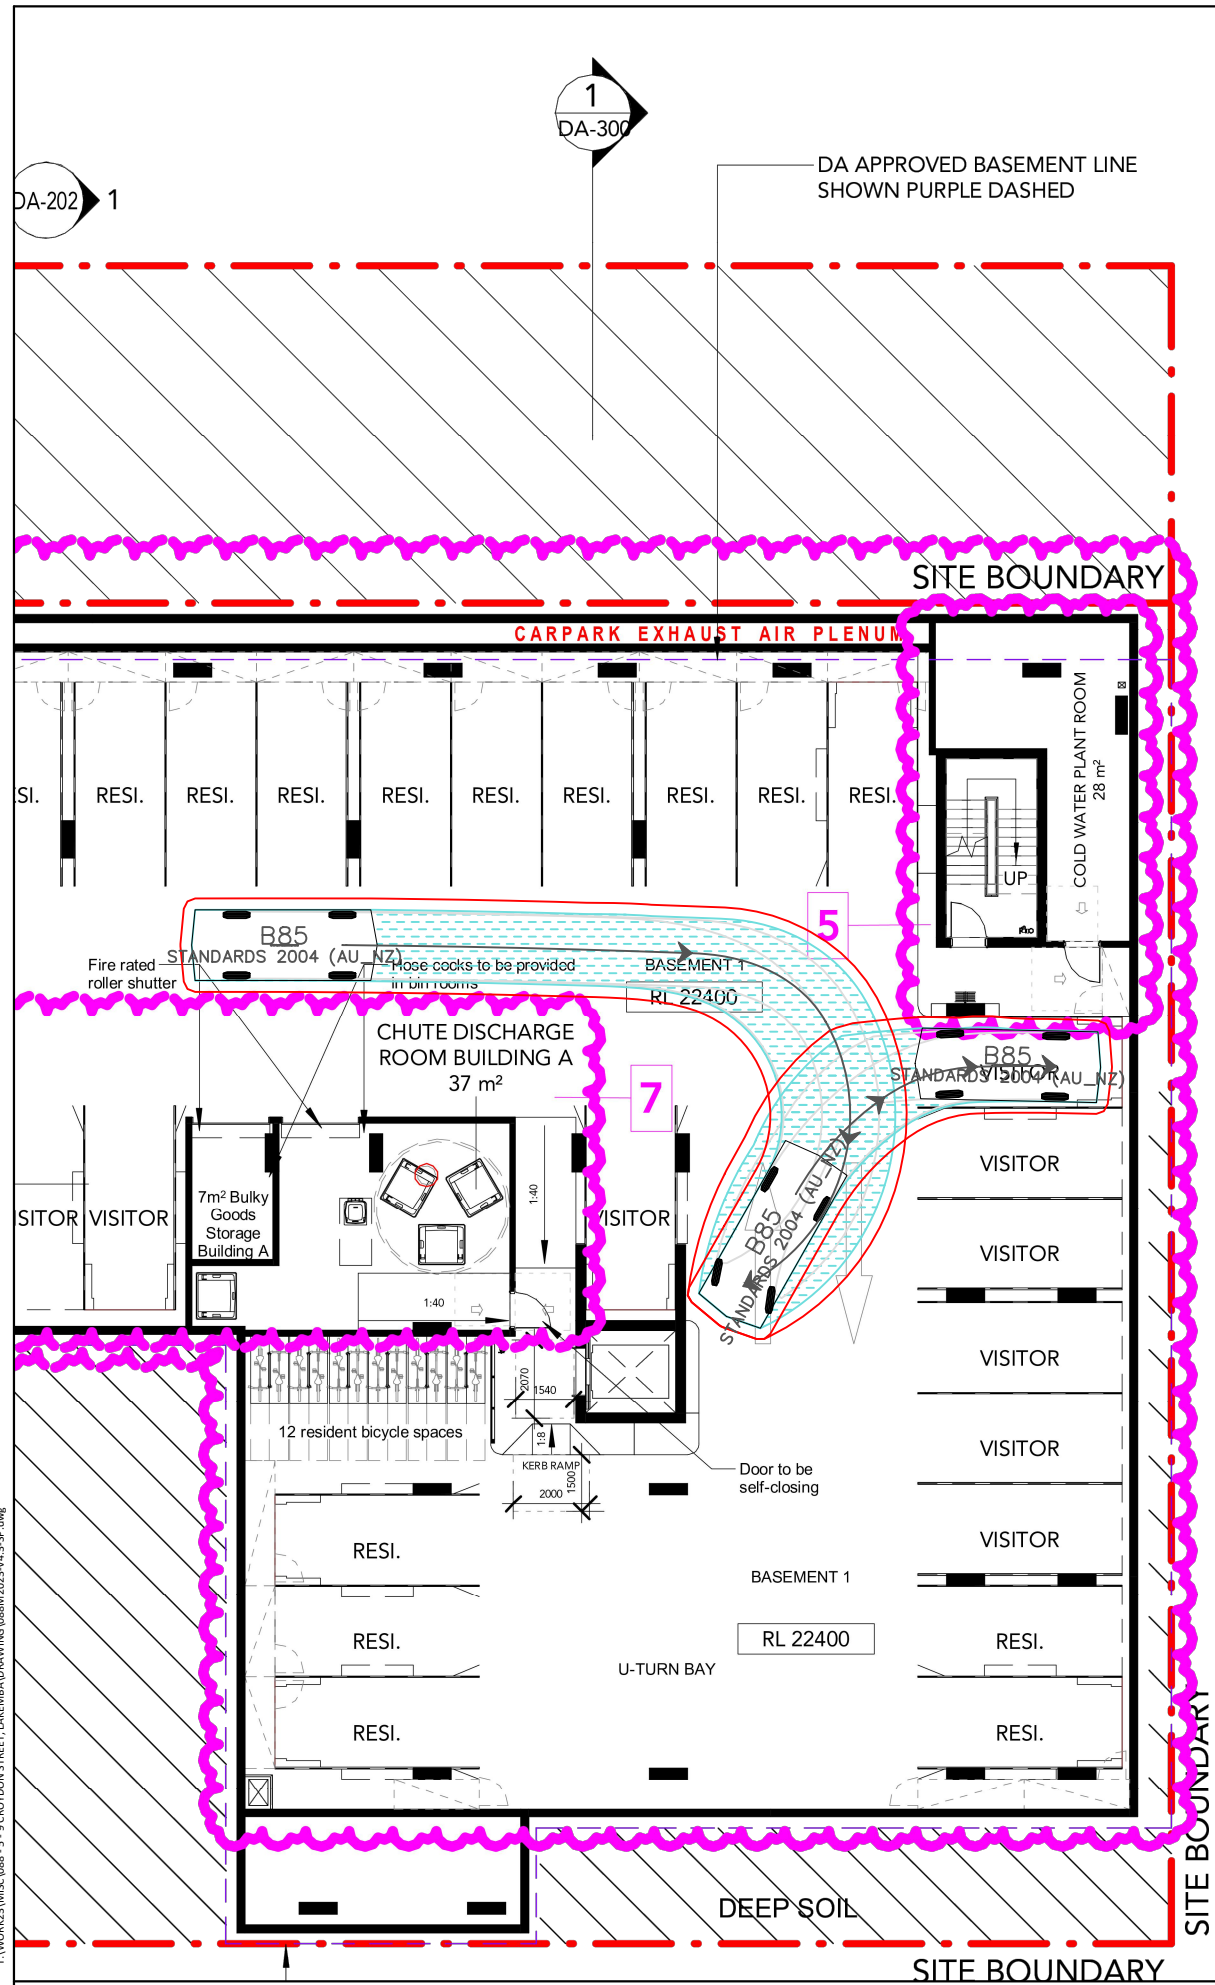 1
DA-300
DA-202
1
DA APPROVED BASEMENT LINE
SHOWN PURPLE DASHED
SITE BOUNDARY
CARPARK EXHAUST AIR PLENUM
COLD WATER PLANT ROOM
28 m²
RESI.
RESI.
RESI.
RESI.
RESI.
RESI.
RESI.
RESI.
RESI.
UP
5
B85
STANDARDS 2004 (AU_NZ)
Fire rated
roller shutter
Hose cocks to be provided
in bin rooms
BASEMENT 1
RL 22400
CHUTE DISCHARGE
ROOM BUILDING A
37 m²
7
B85
STANDARDS 2004 (AU_NZ)
VISITOR
B85
STANDARDS 2004 (AU_NZ)
VISITOR
7m² Bulky
Goods
Storage
Building A
1:40
VISITOR
VISITOR
VISITOR
VISITOR
1:40
VISITOR
2070
1540
12 resident bicycle spaces
1:8
KERB RAMP
1500
2000
Door to be
self-closing
VISITOR
VISITOR
RESI.
BASEMENT 1
RL 22400
RESI.
RESI.
U-TURN BAY
RESI.
RESI.
SITE BOUNDARY
DEEP SOIL
SITE BOUNDARY